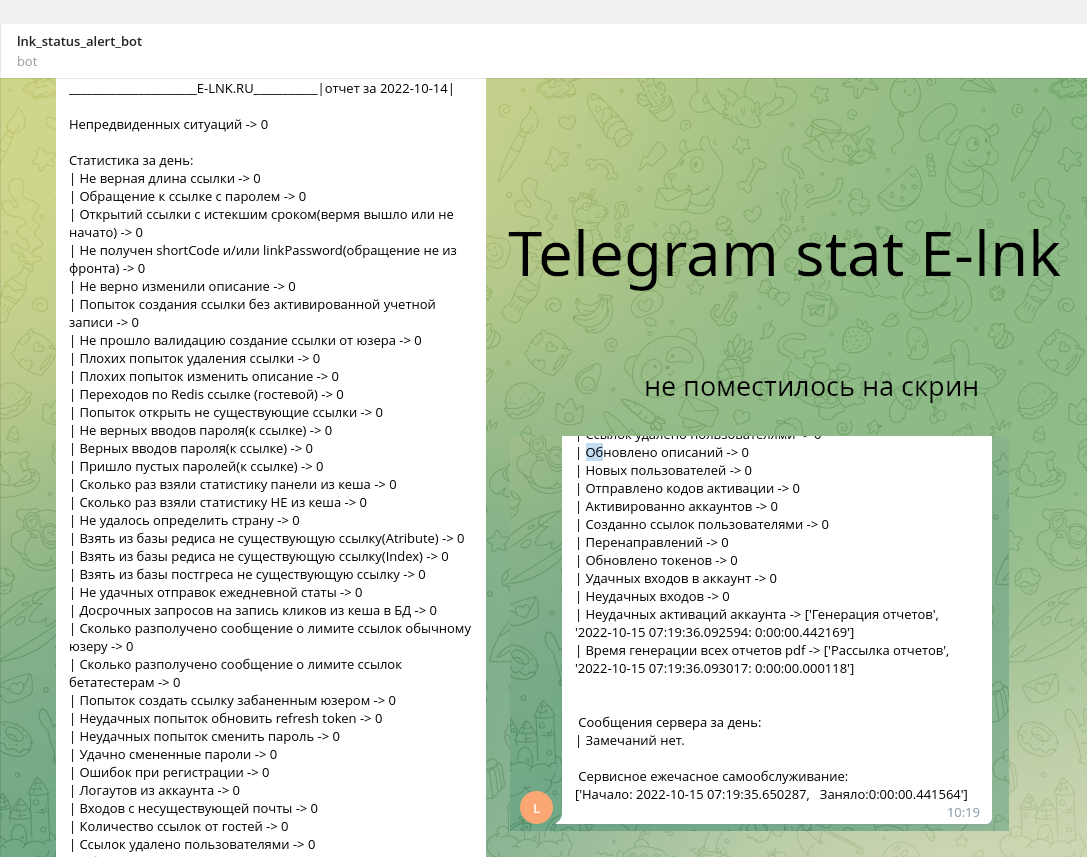 lnk_status_alert_bot
bot
______________________E-LNK.RU___________|отчет за 2022-10-14|
Непредвиденных ситуаций -> 0
Статистика за день:
| Не верная длина ссылки -> 0
| Обращение к ссылке с паролем -> 0
| Открытий ссылки с истекшим сроком(вермя вышло или не
начато) -> 0
| Не получен shortCode и/или linkPassword(обращение не из
фронта) -> 0
| Не верно изменили описание -> 0
| Попыток создания ссылки без активированной учетной
записи -> 0
| Не прошло валидацию создание ссылки от юзера -> 0
| Плохих попыток удаления ссылки -> 0
| Плохих попыток изменить описание -> 0
| Переходов по Redis ссылке (гостевой) -> 0
| Попыток открыть не существующие ссылки -> 0
| Не верных вводов пароля(к ссылке) -> 0
| Верных вводов пароля(к ссылке) -> 0
| Пришло пустых паролей(к ссылке) -> 0
| Сколько раз взяли статистику панели из кеша -> 0
| Сколько раз взяли статистику НЕ из кеша -> 0
| Не удалось определить страну -> 0
| Взять из базы редиса не существующую ссылку(Atribute) -> 0
| Взять из базы редиса не существующую ссылку(Index) -> 0
| Взять из базы постгреса не существующую ссылку -> 0
| Не удачных отправок ежедневной статы -> 0
| Досрочных запросов на запись кликов из кеша в БД -> 0
| Сколько разполучено сообщение о лимите ссылок обычному
юзеру -> 0
| Сколько разполучено сообщение о лимите ссылок
бетатестерам -> 0
| Попыток создать ссылку забаненным юзером -> 0
| Неудачных попыток обновить refresh token -> 0
| Неудачных попыток сменить пароль -> 0
| Удачно смененные пароли -> 0
| Ошибок при регистрации -> 0
| Логаутов из аккаунта -> 0
| Входов с несуществующей почты -> 0
| Количество ссылок от гостей -> 0
| Ссылок удалено пользователями -> 0
Telegram stat E-lnk
не поместилось на скрин
| Ссылок удалено пользователями -> 0
| Обновлено описаний -> 0
| Новых пользователей -> 0
| Отправлено кодов активации -> 0
| Активированно аккаунтов -> 0
| Созданно ссылок пользователями -> 0
| Перенаправлений -> 0
| Обновлено токенов -> 0
| Удачных входов в аккаунт -> 0
| Неудачных входов -> 0
| Неудачных активаций аккаунта -> ['Генерация отчетов',
'2022-10-15 07:19:36.092594: 0:00:00.442169']
| Время генерации всех отчетов pdf -> ['Рассылка отчетов',
'2022-10-15 07:19:36.093017: 0:00:00.000118']
Сообщения сервера за день:
| Замечаний нет.
Сервисное ежечасное самообслуживание:
['Начало: 2022-10-15 07:19:35.650287, Заняло:0:00:00.441564']
L
10:19